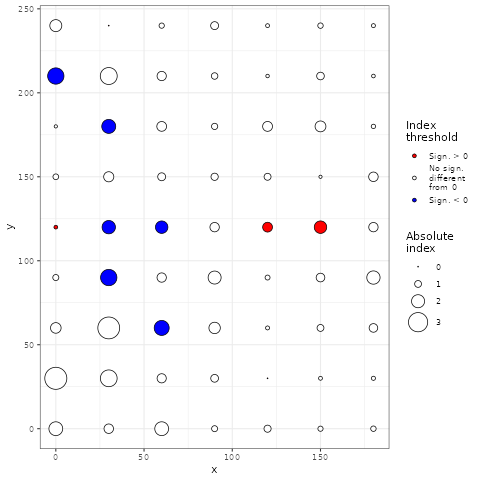 250
200
150
100
50
0
y
0
50
100
150
x
Index
threshold
Sign. > 0
No sign.
different
from 0
Sign. < 0
Absolute
index
0
1
2
3